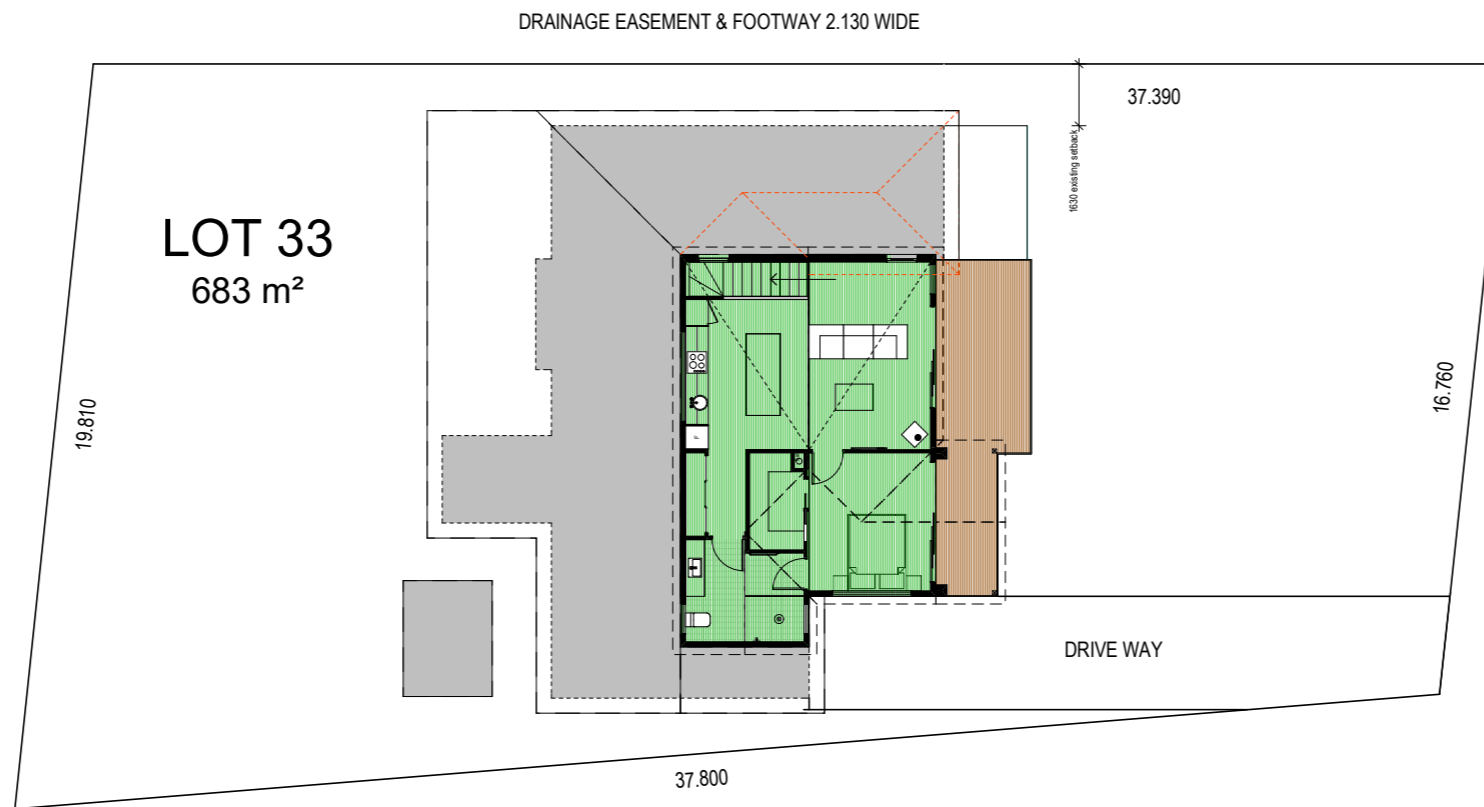 DRAINAGE EASEMENT & FOOTWAY 2.130 WIDE
37.390
1630 existing setback
LOT 33
683 m²
19.810
16.760
F
DRIVE WAY
37.800